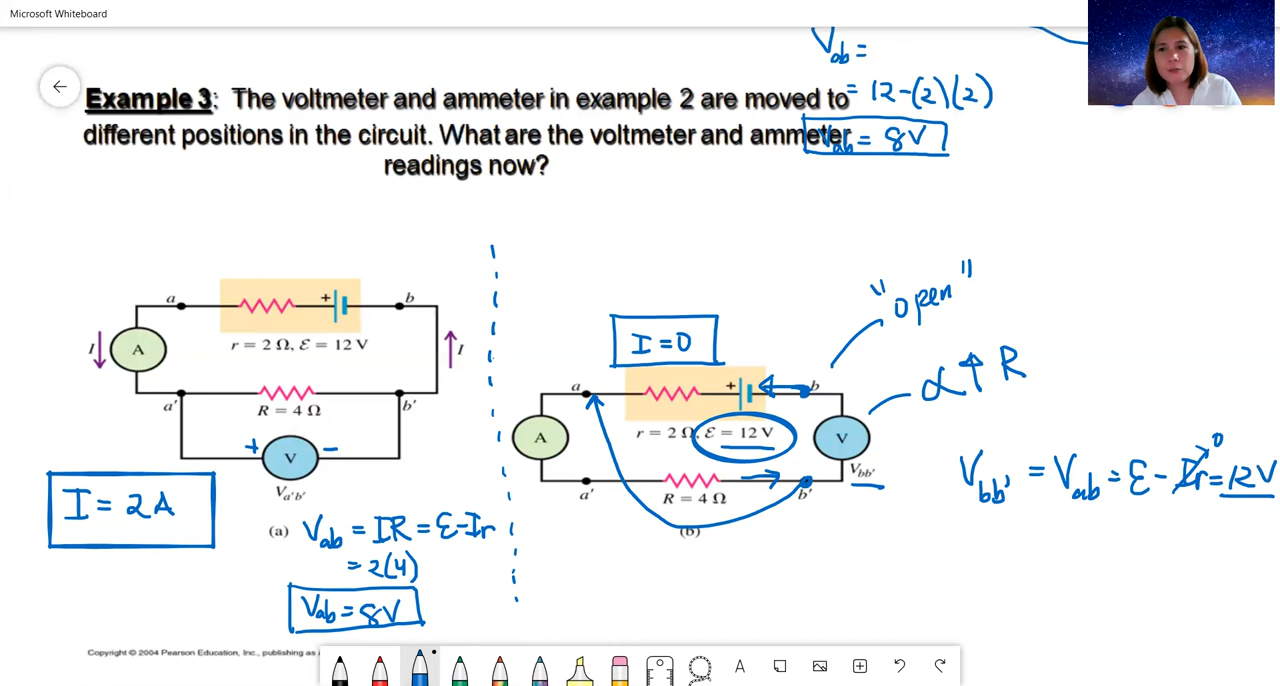 Microsoft Whiteboard
Vab =
= 12-(2)(2)
Vab = 8V
Example 3: The voltmeter and ammeter in example 2 are moved to
different positions in the circuit. What are the voltmeter and ammeter
readings now?
a
+
b
I
A
I
r = 2 Ω, ℰ = 12 V
a'
R = 4 Ω
b'
+
V
-
Va'b'
I = 2A
(a)
Vab = IR = ℰ-Ir
= 2(4)
Vab = 8V
"open"
I = 0
a
+
b
α ↑ R
A
r = 2 Ω, ℰ = 12 V
V
Vbb'
a'
R = 4 Ω
b'
(b)
Vbb' = Vab = ℰ - Ir 0 = 12V
Copyright © 2004 Pearson Education, Inc., publishing as
A